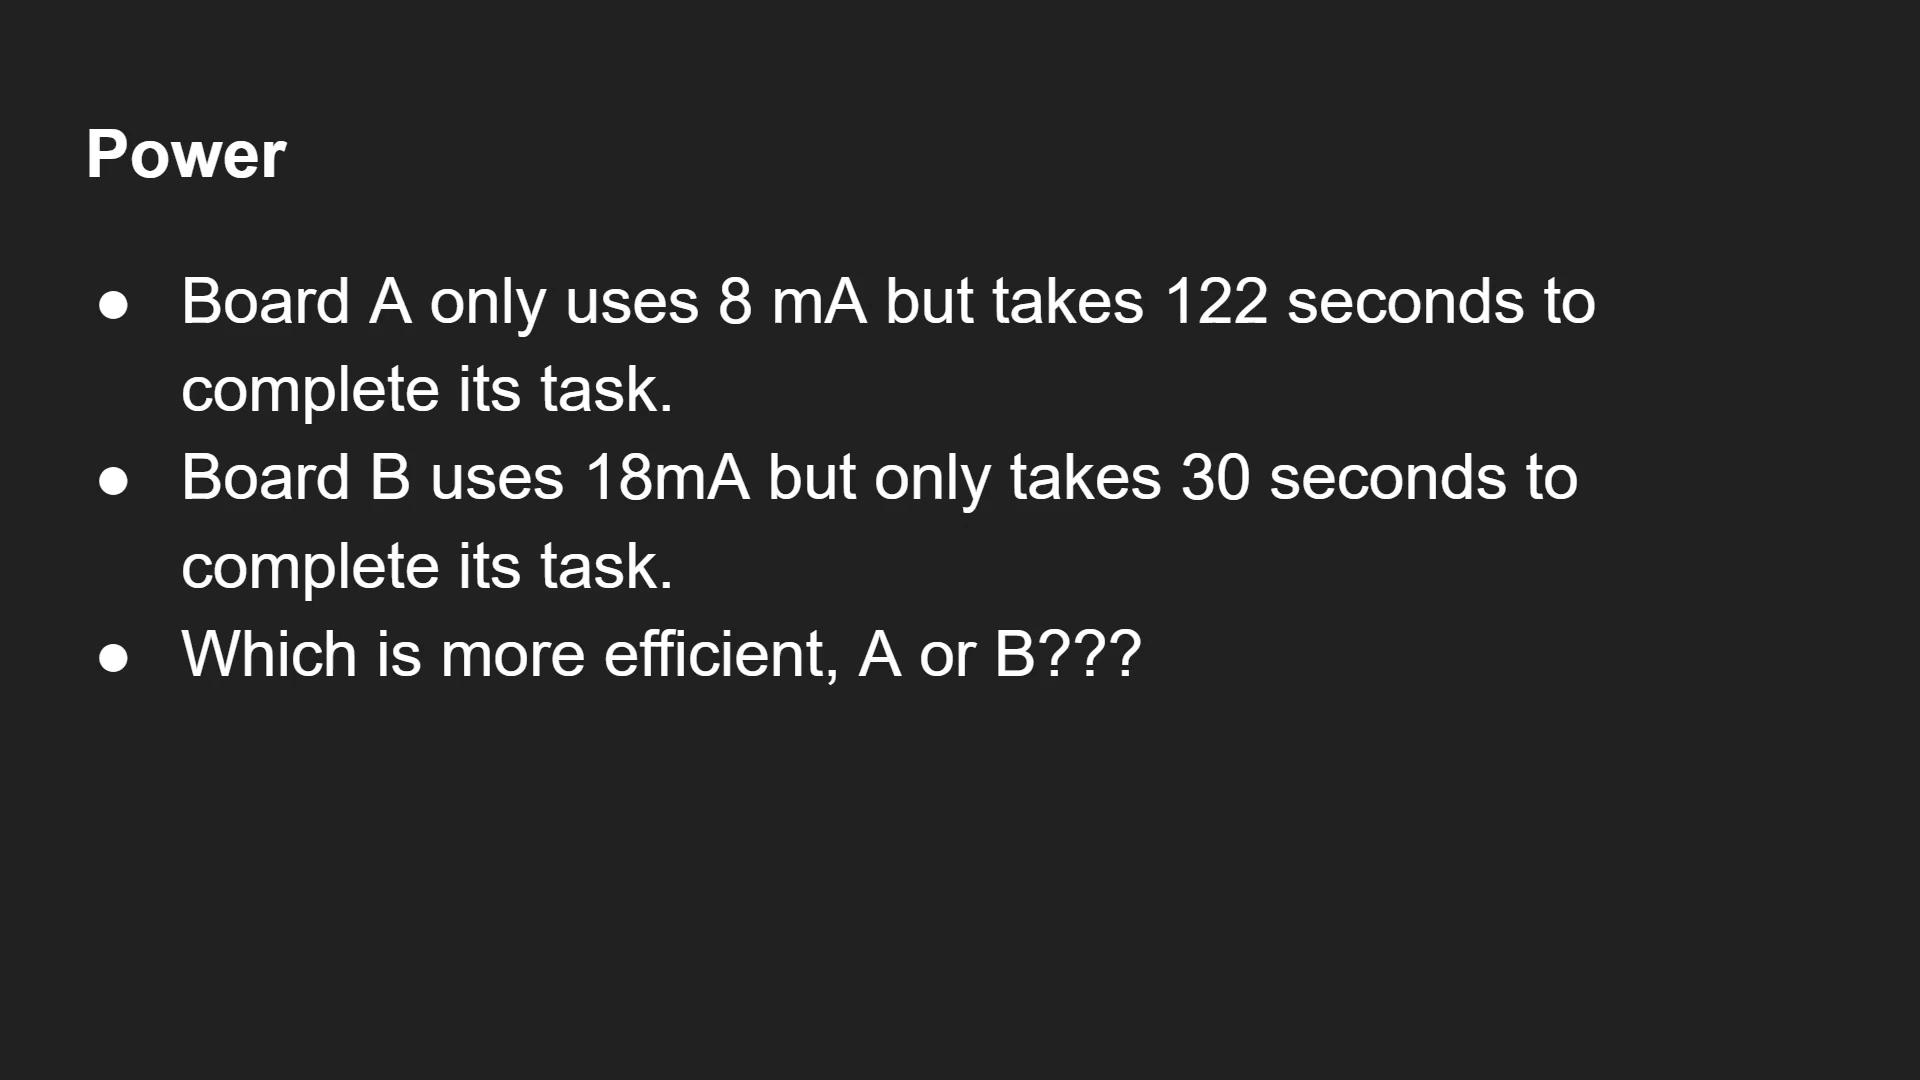 Power
● Board A only uses 8 mA but takes 122 seconds to
complete its task.
● Board B uses 18mA but only takes 30 seconds to
complete its task.
● Which is more efficient, A or B???